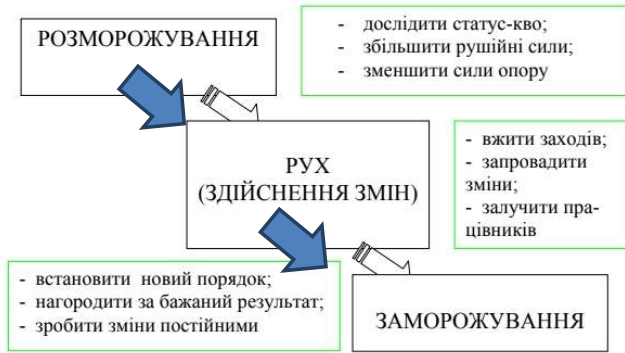 РОЗМОРОЖУВАННЯ
- дослідити статус-кво;
- збільшити рушійні сили;
- зменшити сили опору
РУХ
(ЗДІЙСНЕННЯ ЗМІН)
- вжити заходів;
- запровадити
зміни;
- залучити пра-
цівників
- встановити новий порядок;
- нагородити за бажаний результат;
- зробити зміни постійними
ЗАМОРОЖУВАННЯ